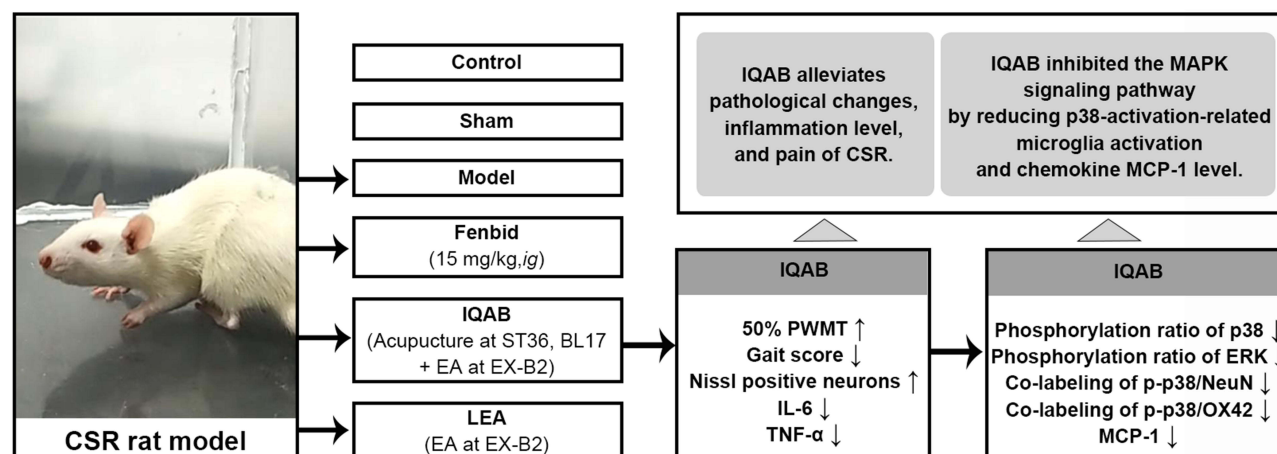 CSR rat model
Control
Sham
Model
Fenbid
(15 mg/kg,ig)
IQAB
(Acupucture at ST36, BL17
+ EA at EX-B2)
LEA
(EA at EX-B2)
IQAB alleviates
pathological changes,
inflammation level,
and pain of CSR.
IQAB inhibited the MAPK
signaling pathway
by reducing p38-activation-related
microglia activation
and chemokine MCP-1 level.
IQAB
50% PWMT ↑
Gait score ↓
Nissl positive neurons ↑
IL-6 ↓
TNF-α ↓
IQAB
Phosphorylation ratio of p38 ↓
Phosphorylation ratio of ERK ↓
Co-labeling of p-p38/NeuN ↓
Co-labeling of p-p38/OX42 ↓
MCP-1 ↓